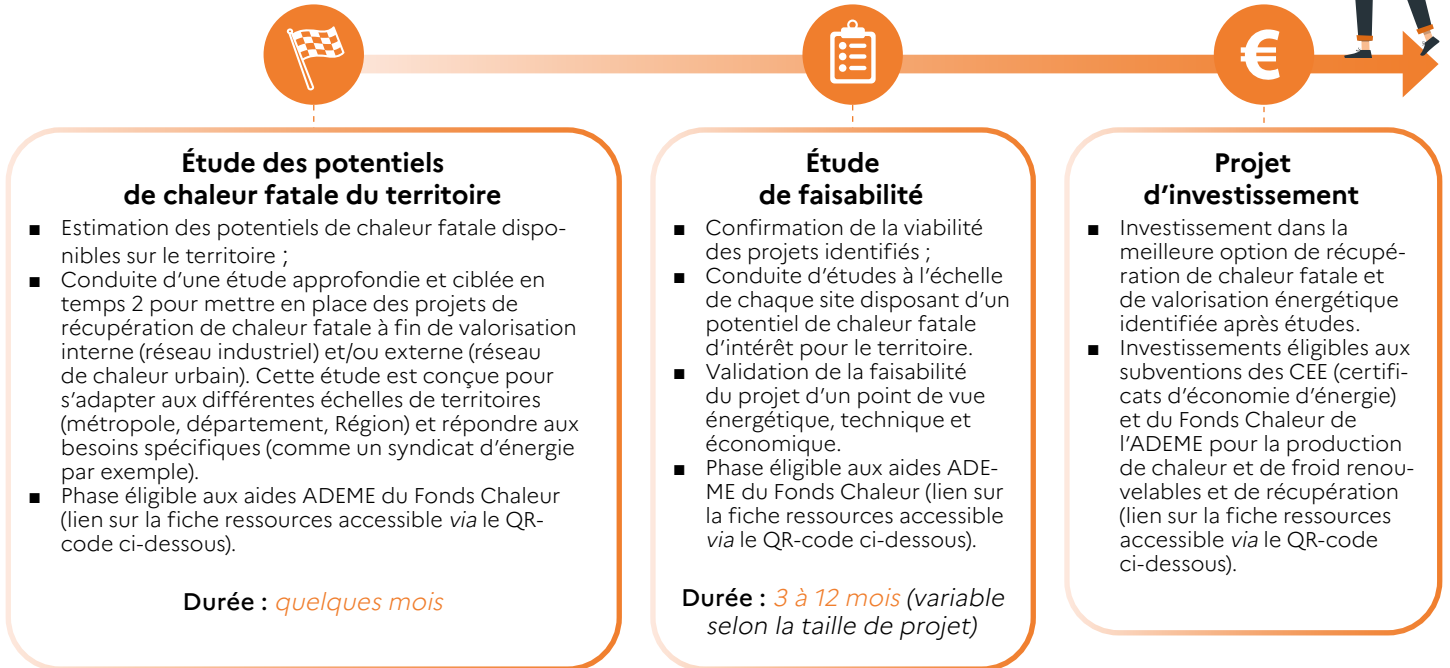 €
Étude des potentiels
de chaleur fatale du territoire
■ Estimation des potentiels de chaleur fatale dispo-
nibles sur le territoire ;
■ Conduite d’une étude approfondie et ciblée en
temps 2 pour mettre en place des projets de
récupération de chaleur fatale à fin de valorisation
interne (réseau industriel) et/ou externe (réseau
de chaleur urbain). Cette étude est conçue pour
s’adapter aux différentes échelles de territoires
(métropole, département, Région) et répondre aux
besoins spécifiques (comme un syndicat d’énergie
par exemple).
■ Phase éligible aux aides ADEME du Fonds Chaleur
(lien sur la fiche ressources accessible via le QR-
code ci-dessous).
Durée : quelques mois
Étude
de faisabilité
■ Confirmation de la viabilité
des projets identifiés ;
■ Conduite d’études à l’échelle
de chaque site disposant d’un
potentiel de chaleur fatale
d’intérêt pour le territoire.
■ Validation de la faisabilité
du projet d’un point de vue
énergétique, technique et
économique.
■ Phase éligible aux aides ADE-
ME du Fonds Chaleur (lien sur
la fiche ressources accessible
via le QR-code ci-dessous).
Durée : 3 à 12 mois (variable
selon la taille de projet)
Projet
d’investissement
■ Investissement dans la
meilleure option de récupé-
ration de chaleur fatale et
de valorisation énergétique
identifiée après études.
■ Investissements éligibles aux
subventions des CEE (certifi-
cats d’économie d’énergie)
et du Fonds Chaleur de
l’ADEME pour la production
de chaleur et de froid renou-
velables et de récupération
(lien sur la fiche ressources
accessible via le QR-code
ci-dessous).